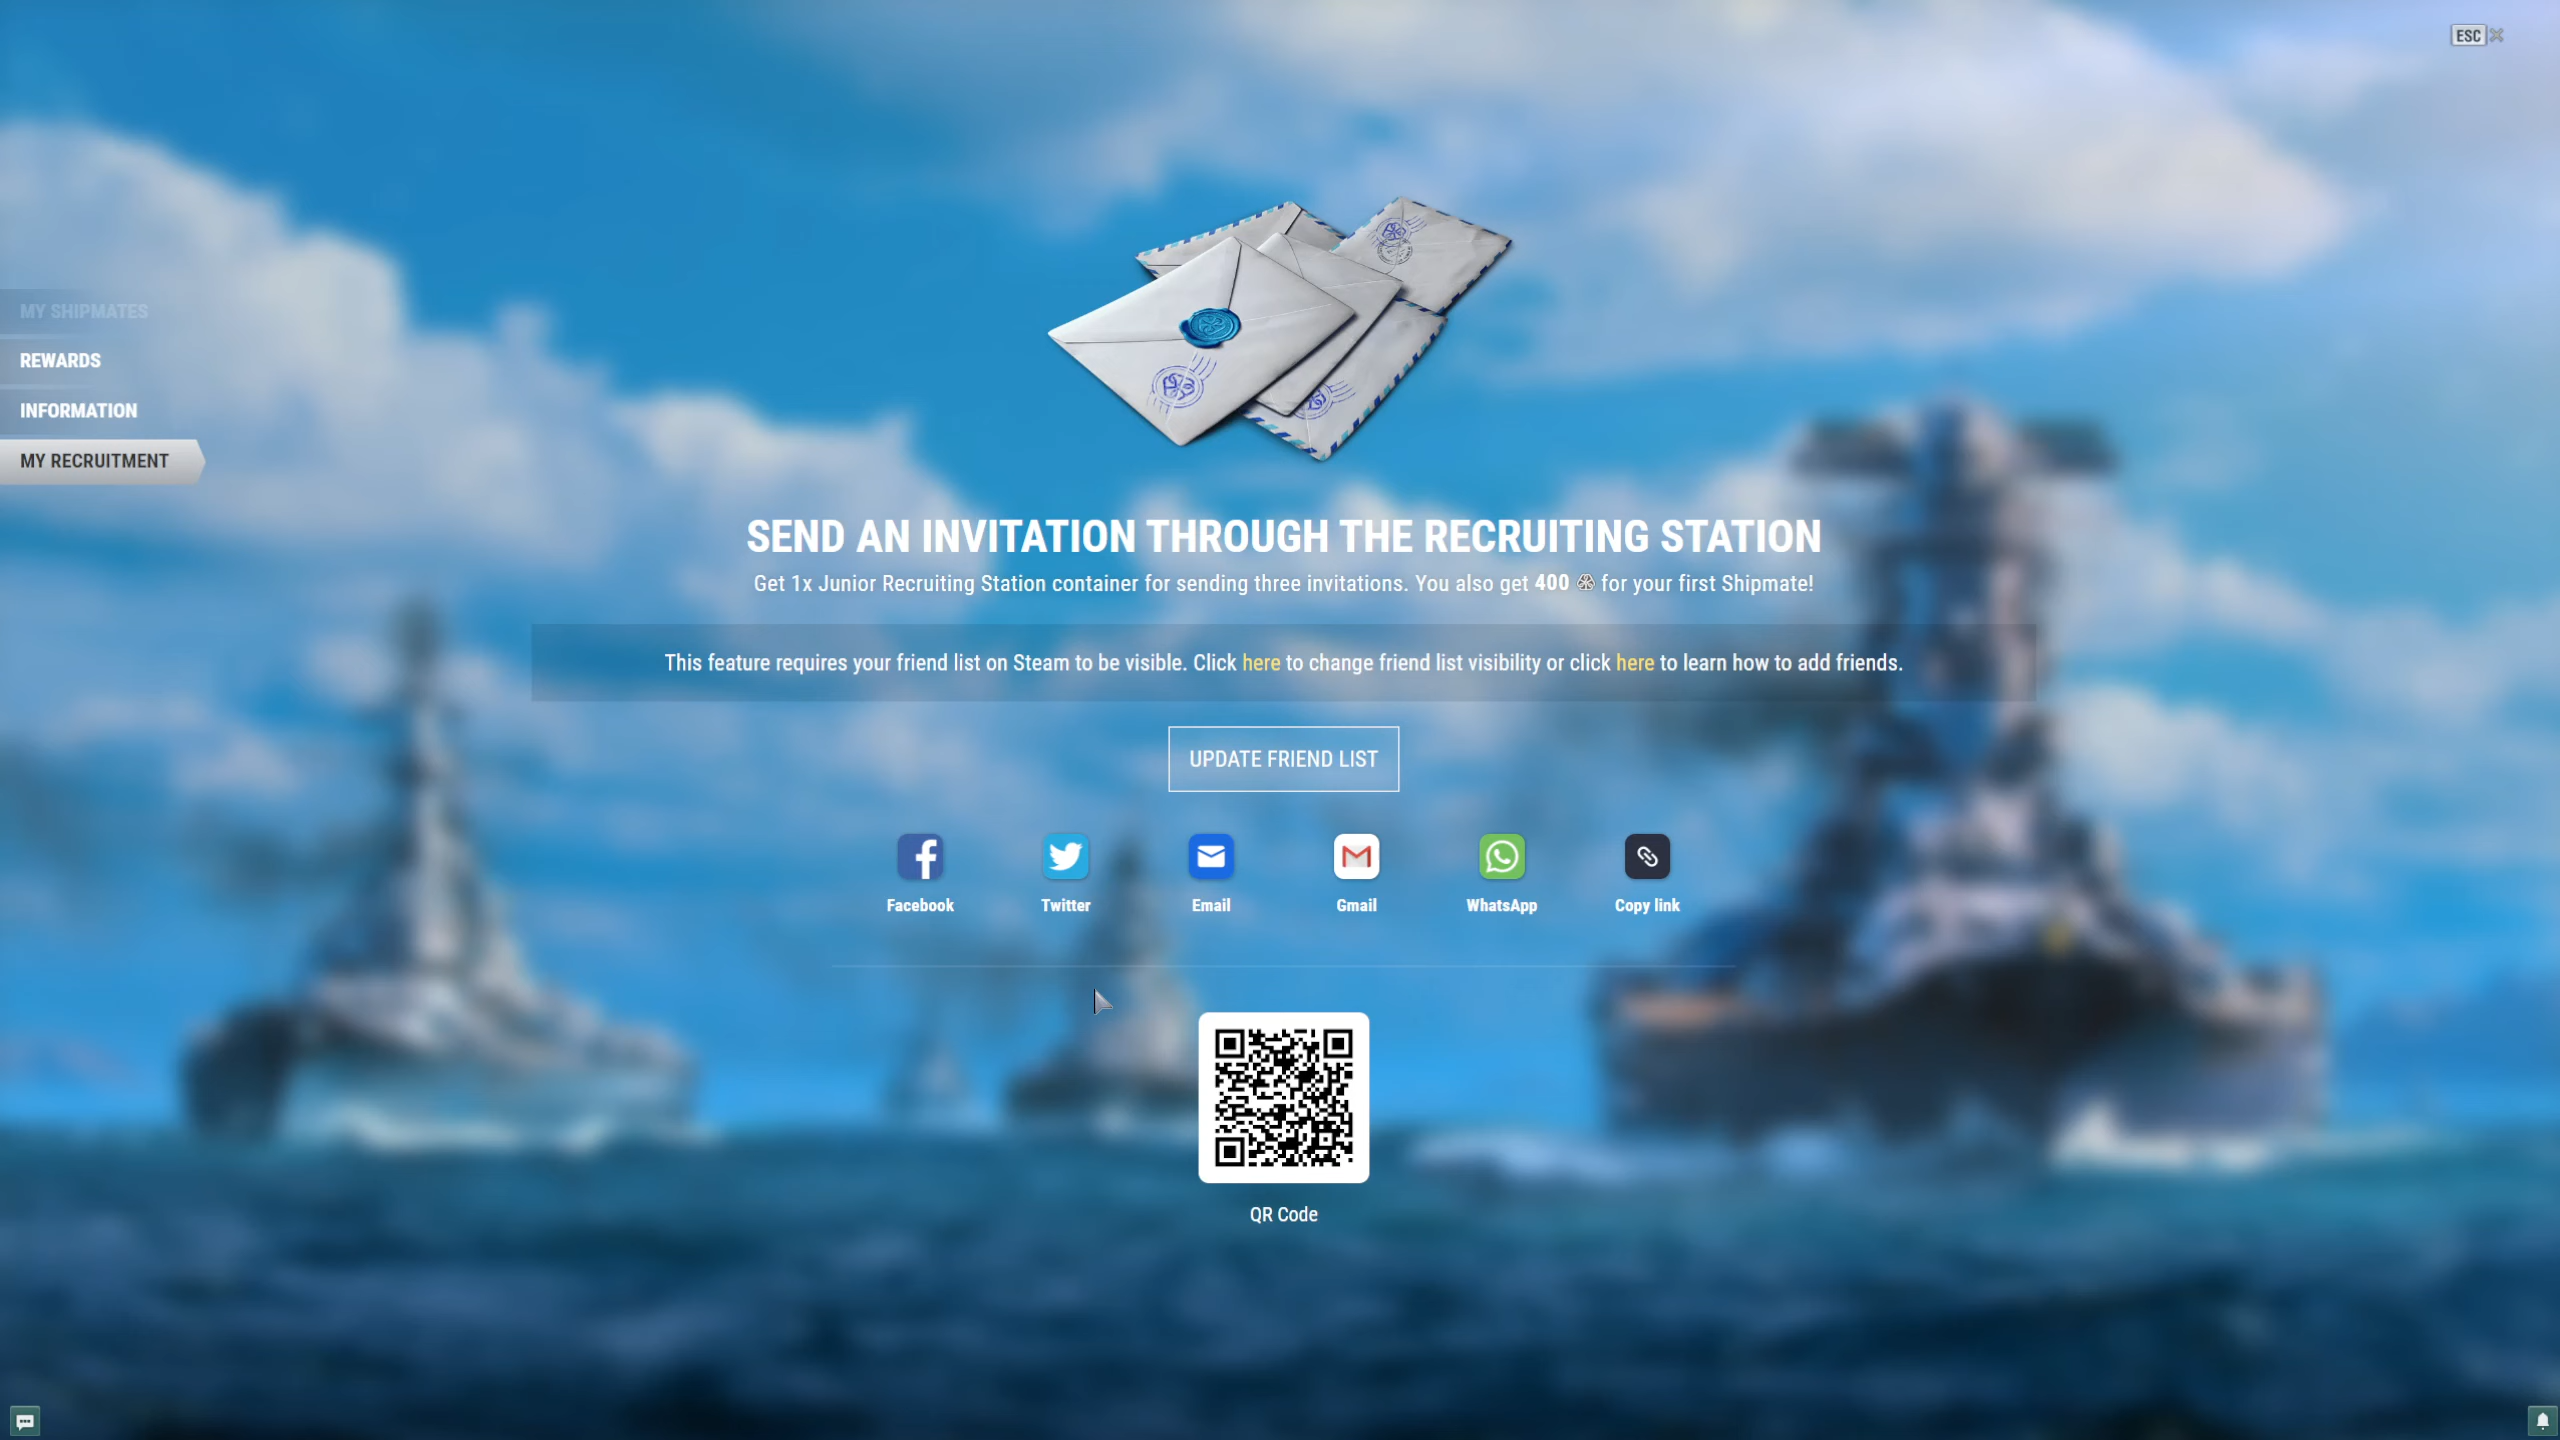 ESC
MY SHIPMATES
REWARDS
INFORMATION
MY RECRUITMENT
SEND AN INVITATION THROUGH THE RECRUITING STATION
Get 1x Junior Recruiting Station container for sending three invitations. You also get 400 for your first Shipmate!
This feature requires your friend list on Steam to be visible. Click here to change friend list visibility or click here to learn how to add friends.
UPDATE FRIEND LIST
Facebook
Twitter
Email
Gmail
WhatsApp
Copy link
QR Code